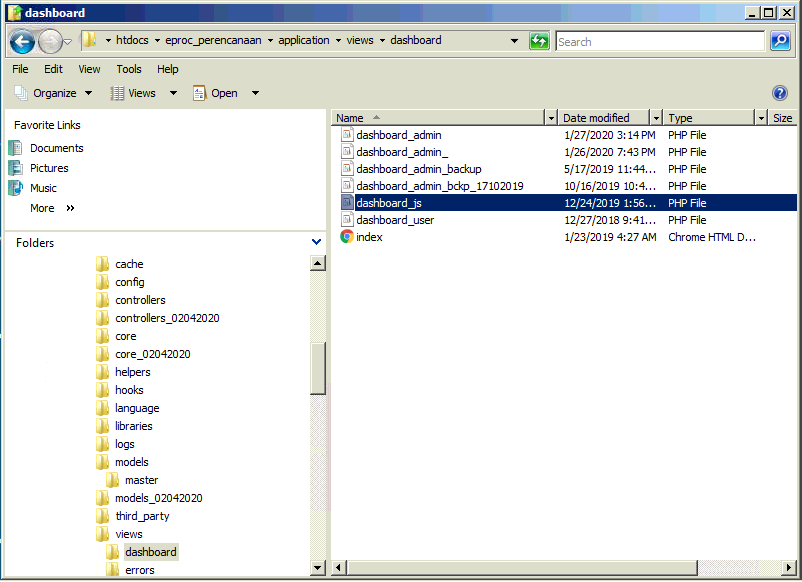 dashboard
htdocs eproc_perencanaan application views dashboard
Search
File Edit View Tools Help
Organize Views Open
Favorite Links
Documents
Pictures
Music
More »
Folders
cache
config
controllers
controllers_02042020
core
core_02042020
helpers
hooks
language
libraries
logs
models
master
models_02042020
third_party
views
dashboard
errors
Name Date modified Type Size
dashboard_admin 1/27/2020 3:14 PM PHP File
dashboard_admin_ 1/26/2020 7:43 PM PHP File
dashboard_admin_backup 5/17/2019 11:44... PHP File
dashboard_admin_bckp_17102019 10/16/2019 10:4... PHP File
dashboard_js 12/24/2019 1:56... PHP File
dashboard_user 12/27/2018 9:41... PHP File
index 1/23/2019 4:27 AM Chrome HTML D...